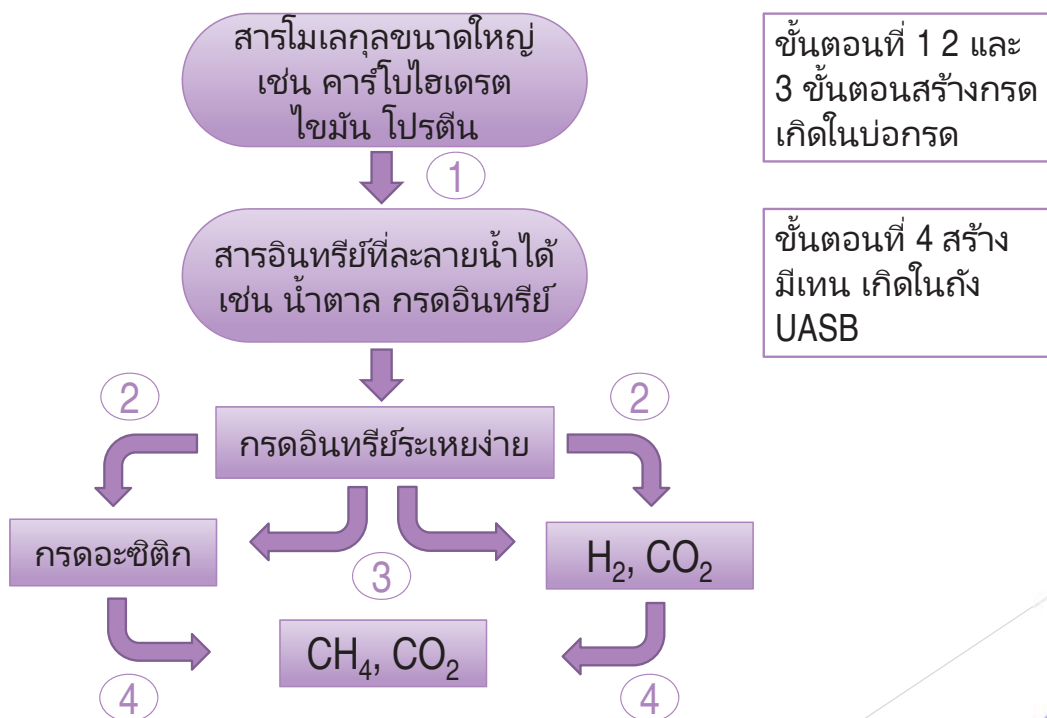 สารโมเลกุลขนาดใหญ่
เช่น คาร์โบไฮเดรต
ไขมัน โปรตีน
1
สารอินทรีย์ที่ละลายน้ำได้
เช่น น้ำตาล กรดอินทรีย์
2
2
กรดอินทรีย์ระเหยง่าย
กรดอะซิติก
3
H₂, CO₂
CH₄, CO₂
4
4
ขั้นตอนที่ 1 2 และ
3 ขั้นตอนสร้างกรด
เกิดในบ่อกรด
ขั้นตอนที่ 4 สร้าง
มีเทน เกิดในถัง
UASB